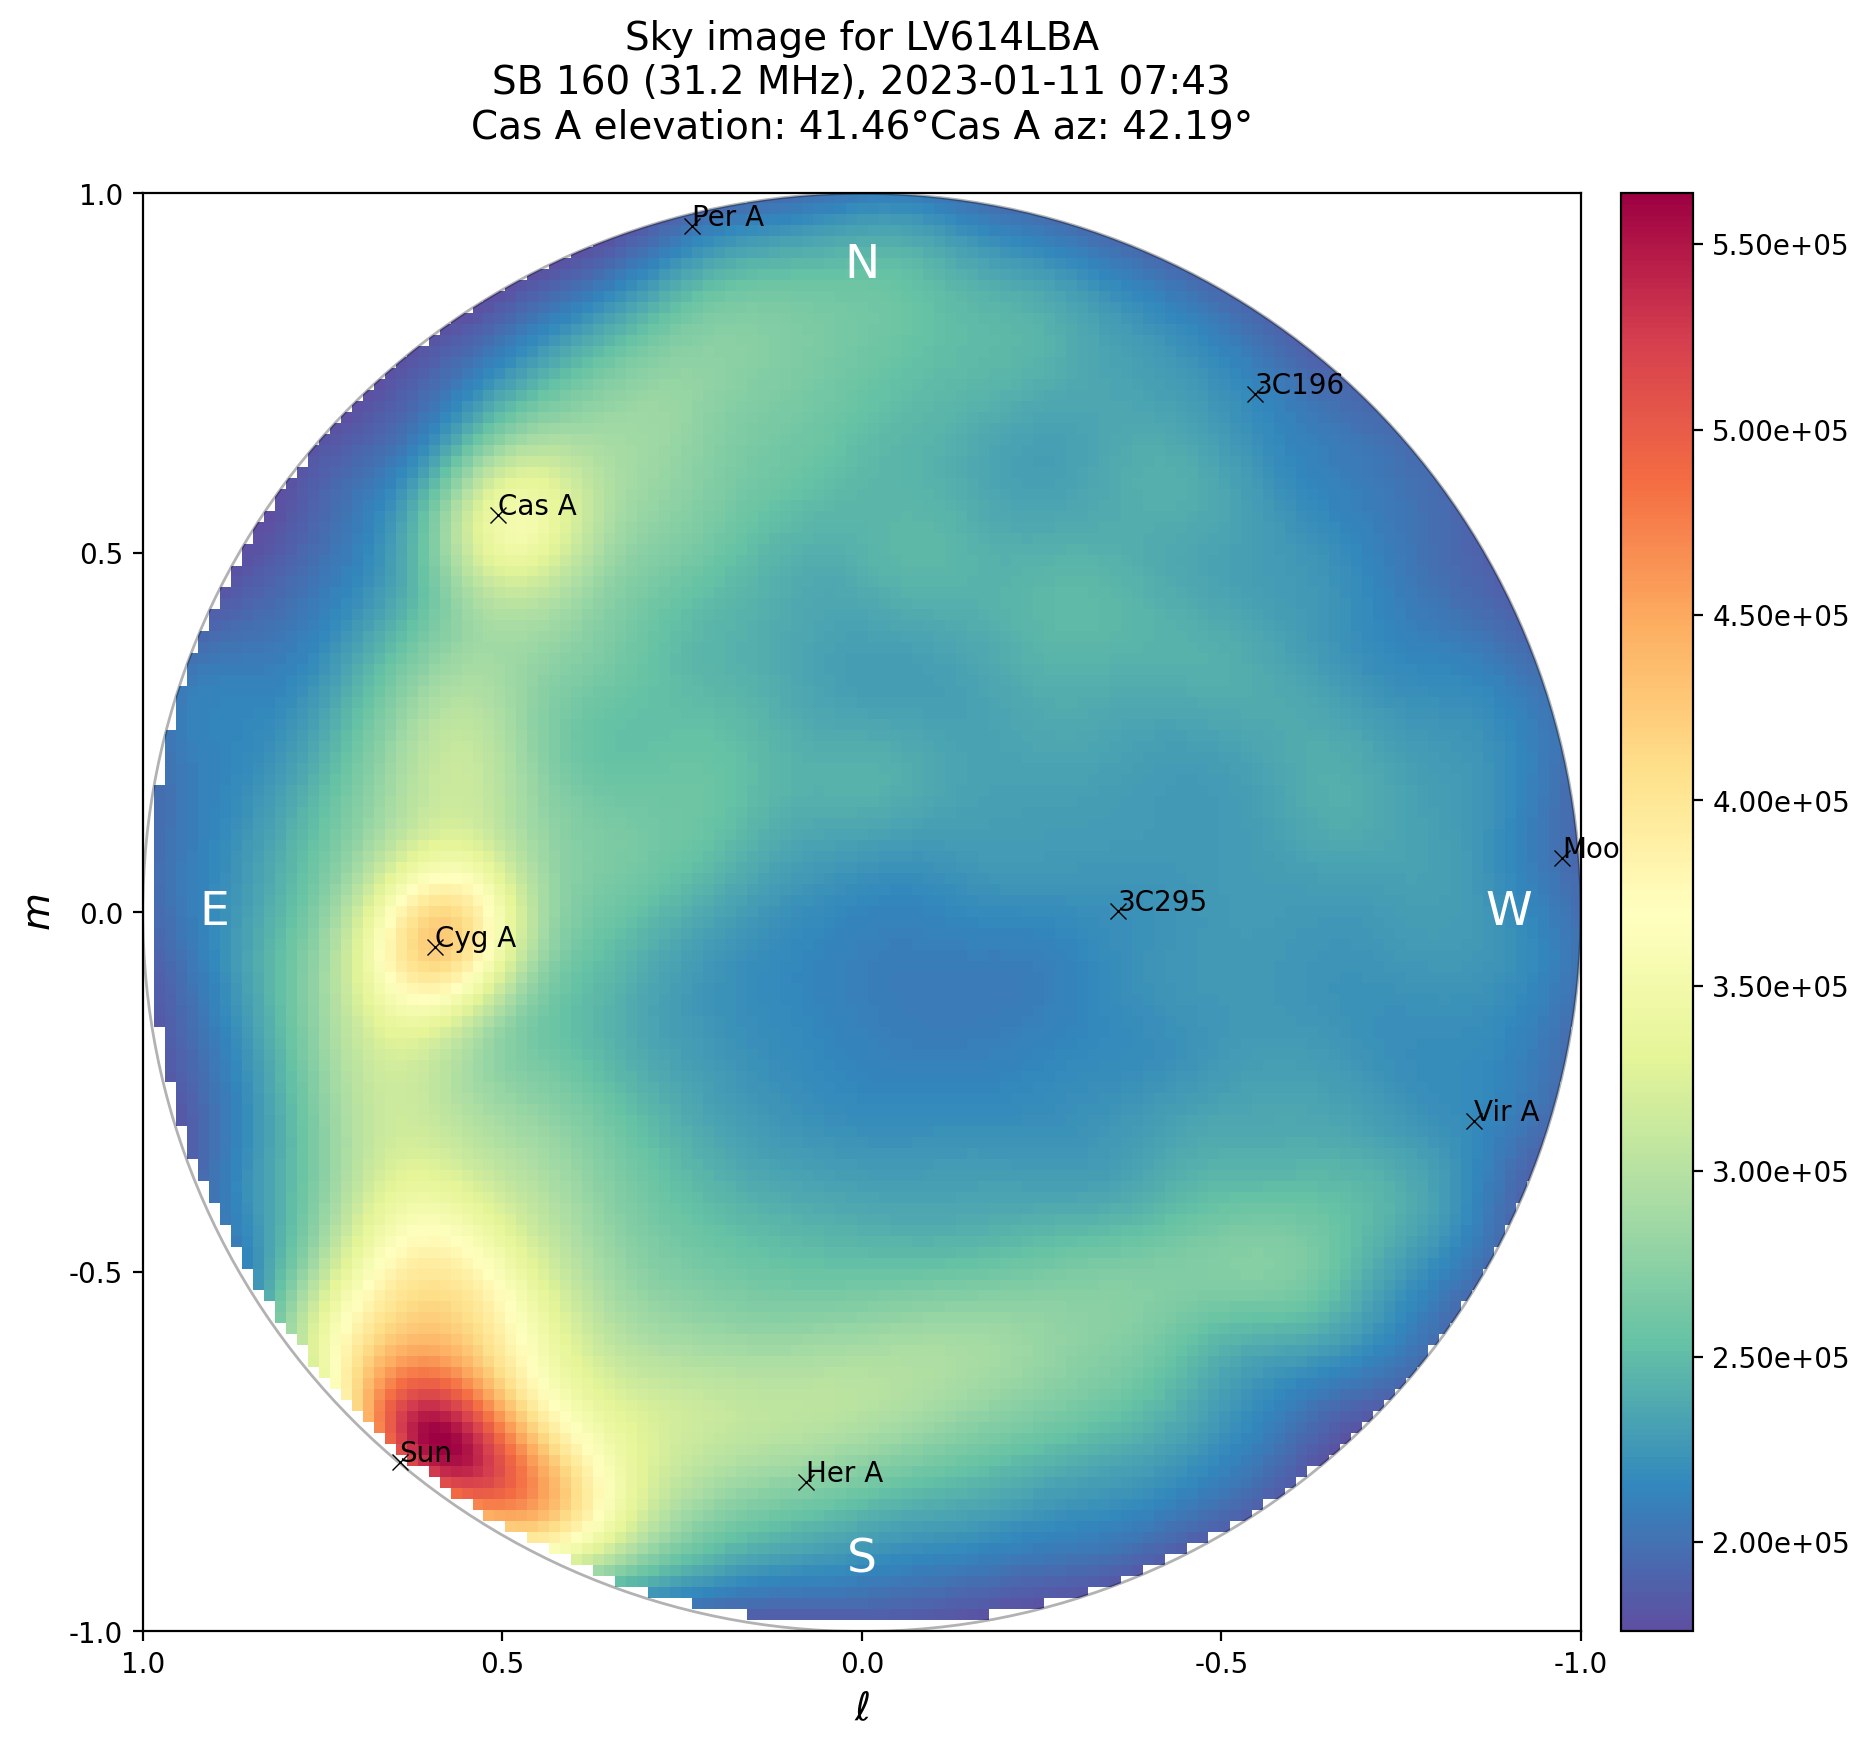 Sky image for LV614LBA
SB 160 (31.2 MHz), 2023-01-11 07:43
Cas A elevation: 41.46°Cas A az: 42.19°
1.0
0.5
0.0
-0.5
-1.0
m
1.0
0.5
0.0
-0.5
-1.0
ℓ
Per A
N
3C196
Cas A
Moo
3C295
E
W
Cyg A
Vir A
Sun
Her A
S
5.50e+05
5.00e+05
4.50e+05
4.00e+05
3.50e+05
3.00e+05
2.50e+05
2.00e+05